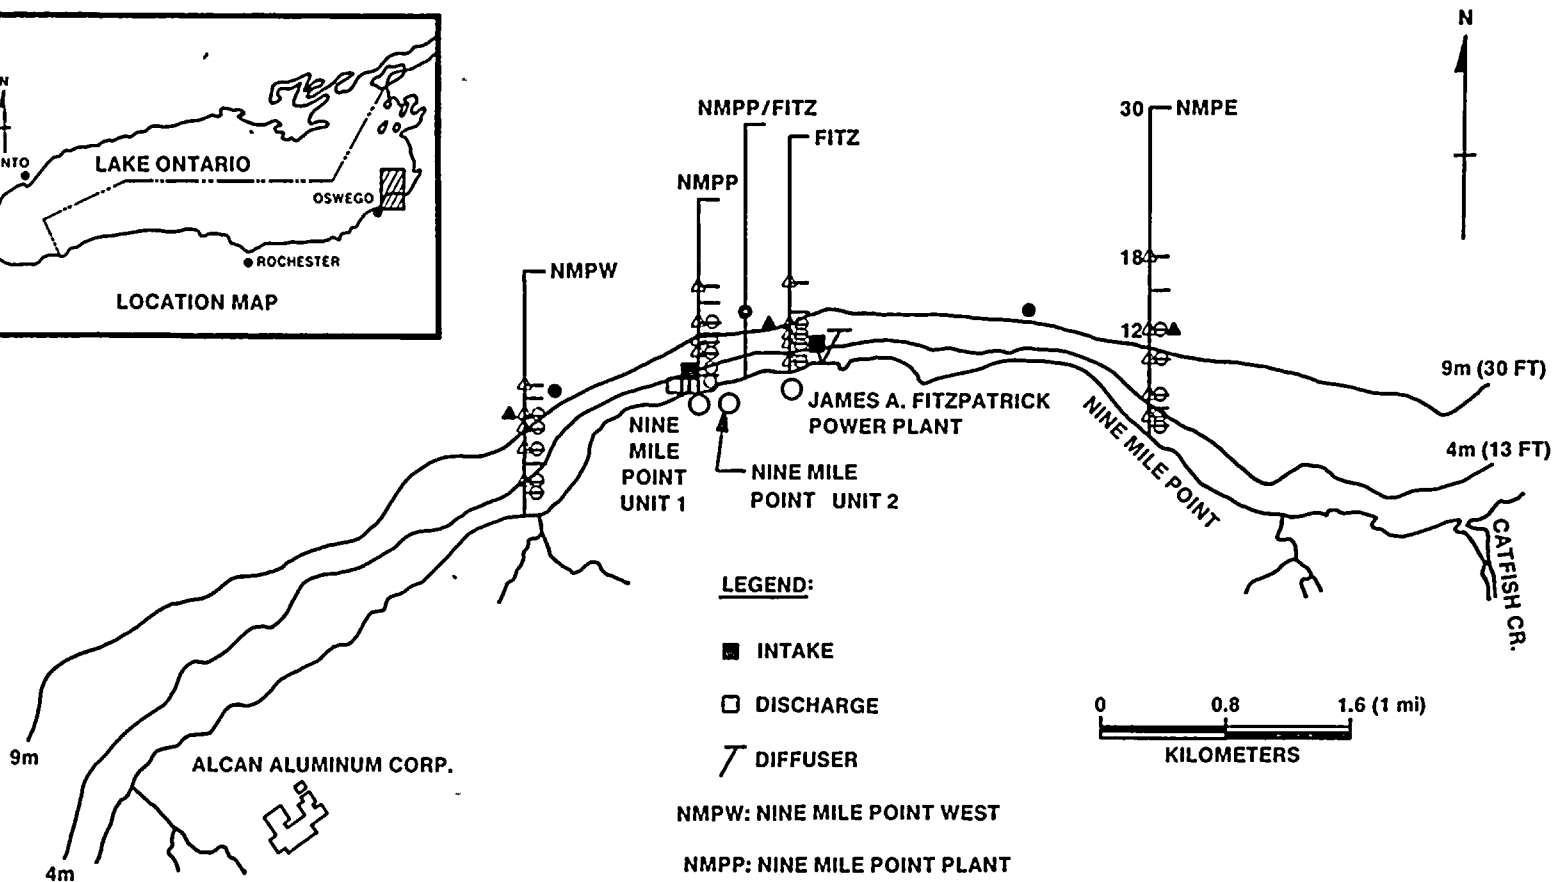 N
NTO
LAKE ONTARIO
OSWEGO
ROCHESTER
LOCATION MAP
N
NMPP/FITZ
FITZ
30 NMPE
NMPP
NMPW
18
12
9m (30 FT)
4m (13 FT)
JAMES A. FITZPATRICK
POWER PLANT
NINE
MILE
POINT
UNIT 1
NINE MILE
POINT UNIT 2
NINE MILE POINT
CATFISH CR.
LEGEND:
INTAKE
DISCHARGE
DIFFUSER
NMPW: NINE MILE POINT WEST
NMPP: NINE MILE POINT PLANT
0 0.8 1.6 (1 mi)
KILOMETERS
9m
ALCAN ALUMINUM CORP.
4m